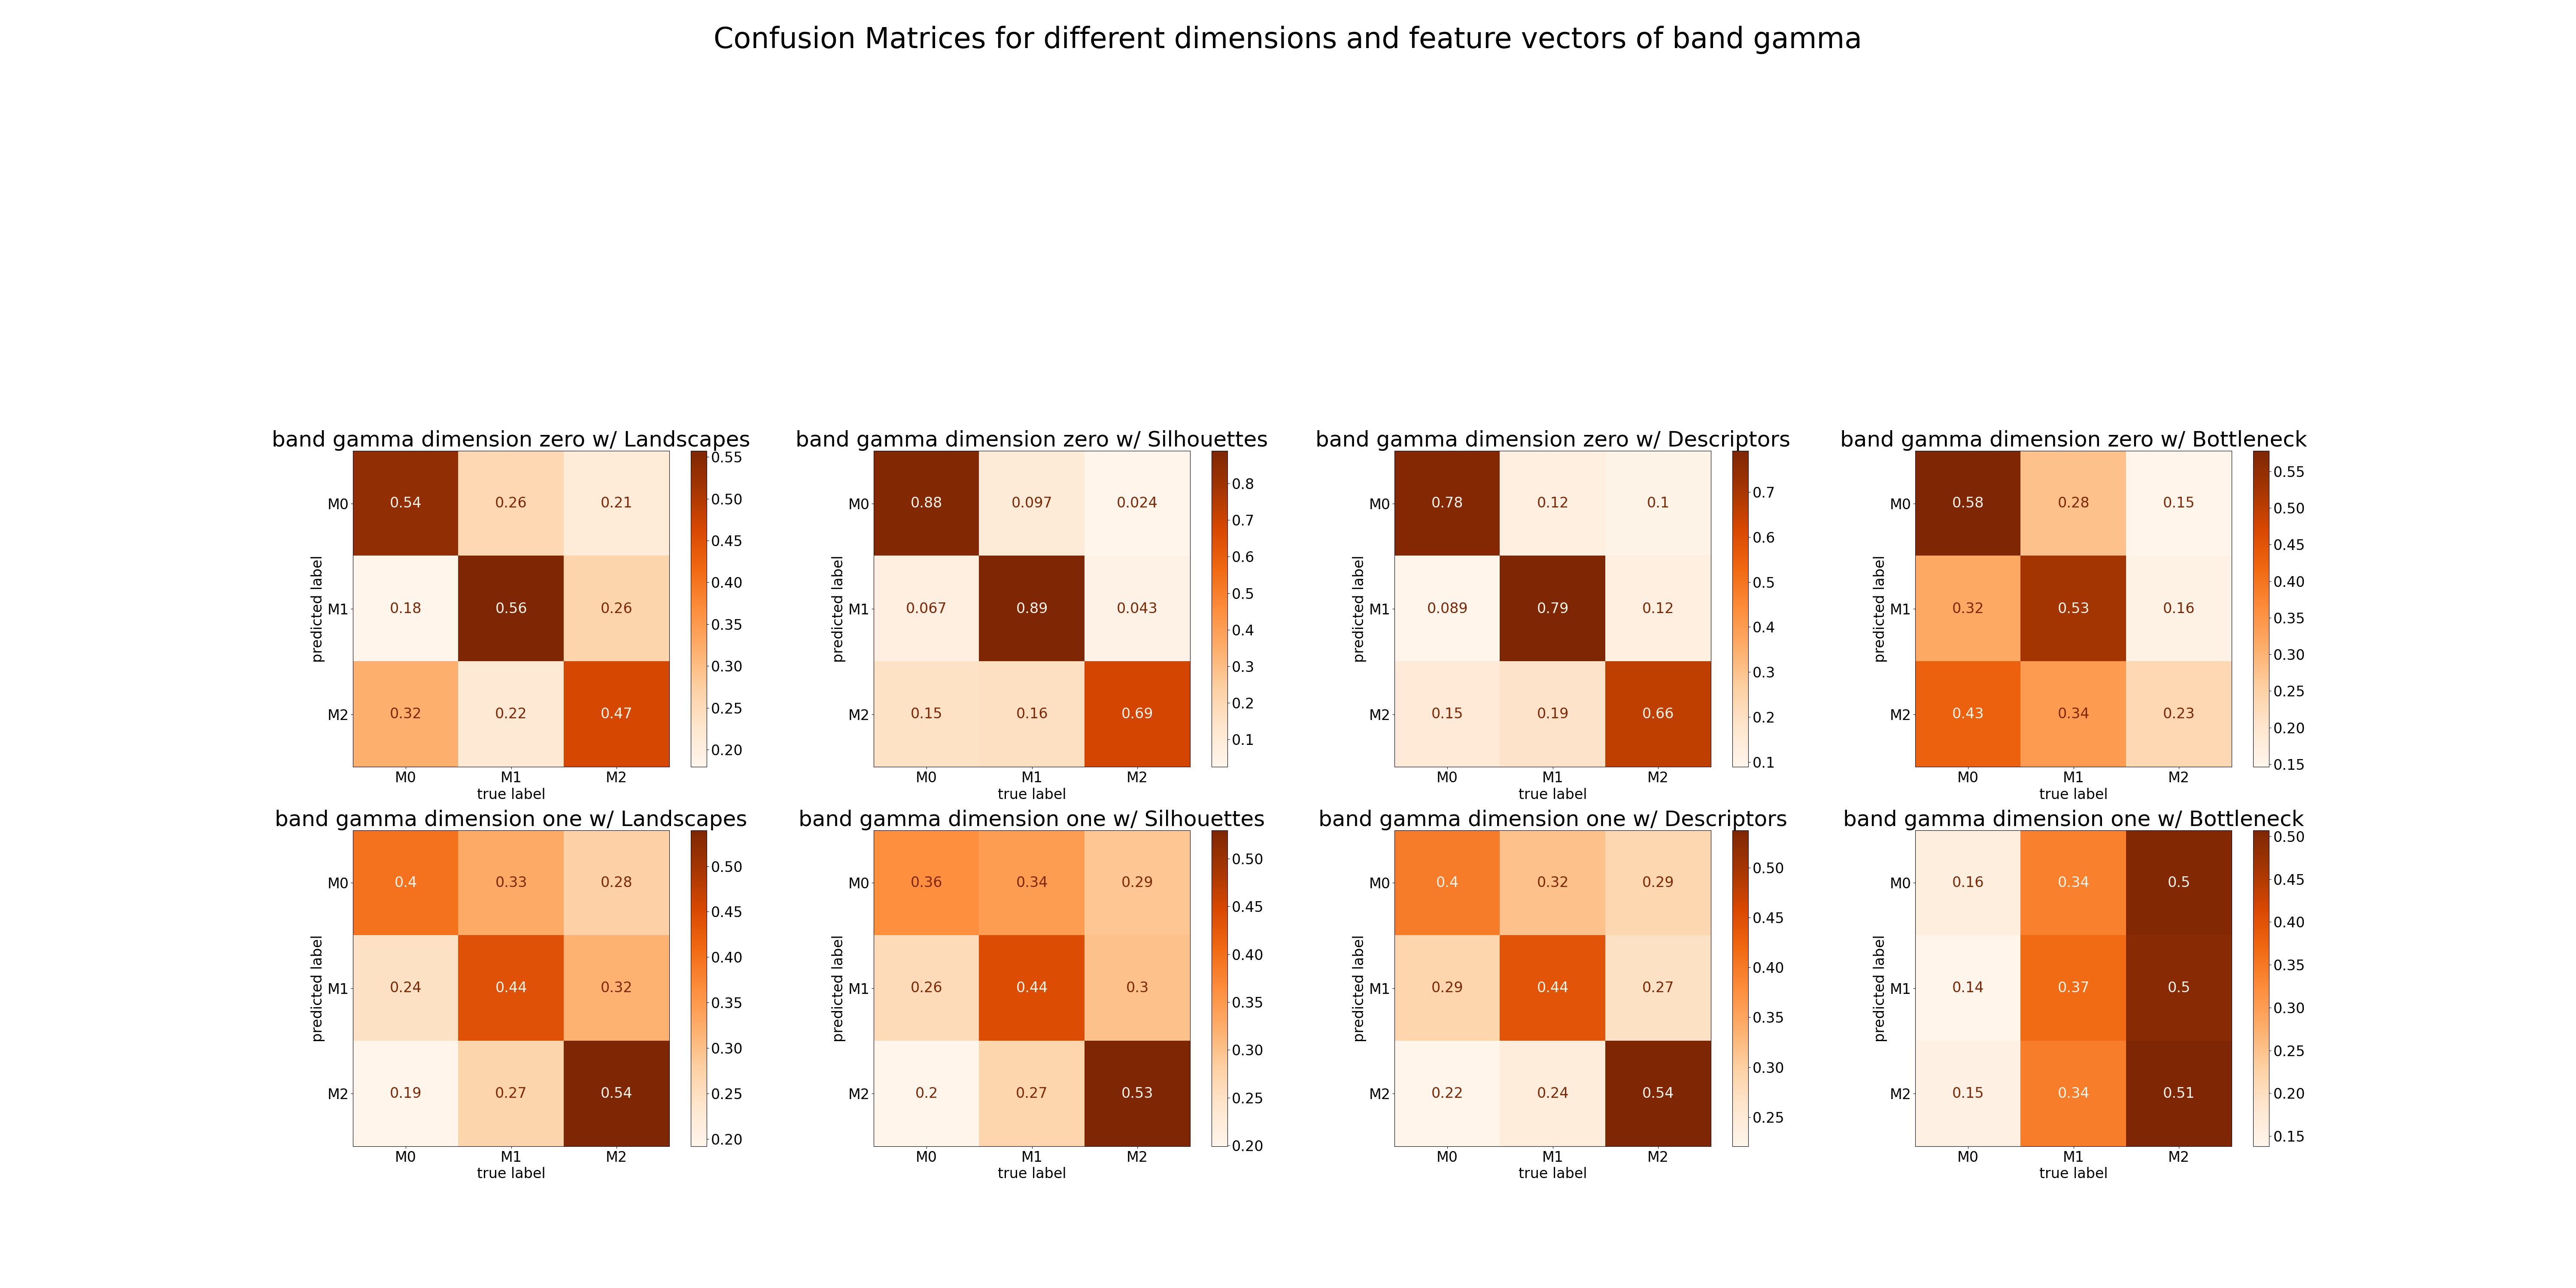 Confusion Matrices for different dimensions and feature vectors of band gamma
band gamma dimension zero w/ Landscapes
predicted label
M0 0.54 0.26 0.21
M1 0.18 0.56 0.26
M2 0.32 0.22 0.47
M0 M1 M2
true label
0.55
0.50
0.45
0.40
0.35
0.30
0.25
0.20
band gamma dimension zero w/ Silhouettes
predicted label
M0 0.88 0.097 0.024
M1 0.067 0.89 0.043
M2 0.15 0.16 0.69
M0 M1 M2
true label
0.8
0.7
0.6
0.5
0.4
0.3
0.2
0.1
band gamma dimension zero w/ Descriptors
predicted label
M0 0.78 0.12 0.1
M1 0.089 0.79 0.12
M2 0.15 0.19 0.66
M0 M1 M2
true label
0.7
0.6
0.5
0.4
0.3
0.2
0.1
band gamma dimension zero w/ Bottleneck
predicted label
M0 0.58 0.28 0.15
M1 0.32 0.53 0.16
M2 0.43 0.34 0.23
M0 M1 M2
true label
0.55
0.50
0.45
0.40
0.35
0.30
0.25
0.20
0.15
band gamma dimension one w/ Landscapes
predicted label
M0 0.4 0.33 0.28
M1 0.24 0.44 0.32
M2 0.19 0.27 0.54
M0 M1 M2
true label
0.50
0.45
0.40
0.35
0.30
0.25
0.20
band gamma dimension one w/ Silhouettes
predicted label
M0 0.36 0.34 0.29
M1 0.26 0.44 0.3
M2 0.2 0.27 0.53
M0 M1 M2
true label
0.50
0.45
0.40
0.35
0.30
0.25
0.20
band gamma dimension one w/ Descriptors
predicted label
M0 0.4 0.32 0.29
M1 0.29 0.44 0.27
M2 0.22 0.24 0.54
M0 M1 M2
true label
0.50
0.45
0.40
0.35
0.30
0.25
band gamma dimension one w/ Bottleneck
predicted label
M0 0.16 0.34 0.5
M1 0.14 0.37 0.5
M2 0.15 0.34 0.51
M0 M1 M2
true label
0.50
0.45
0.40
0.35
0.30
0.25
0.20
0.15